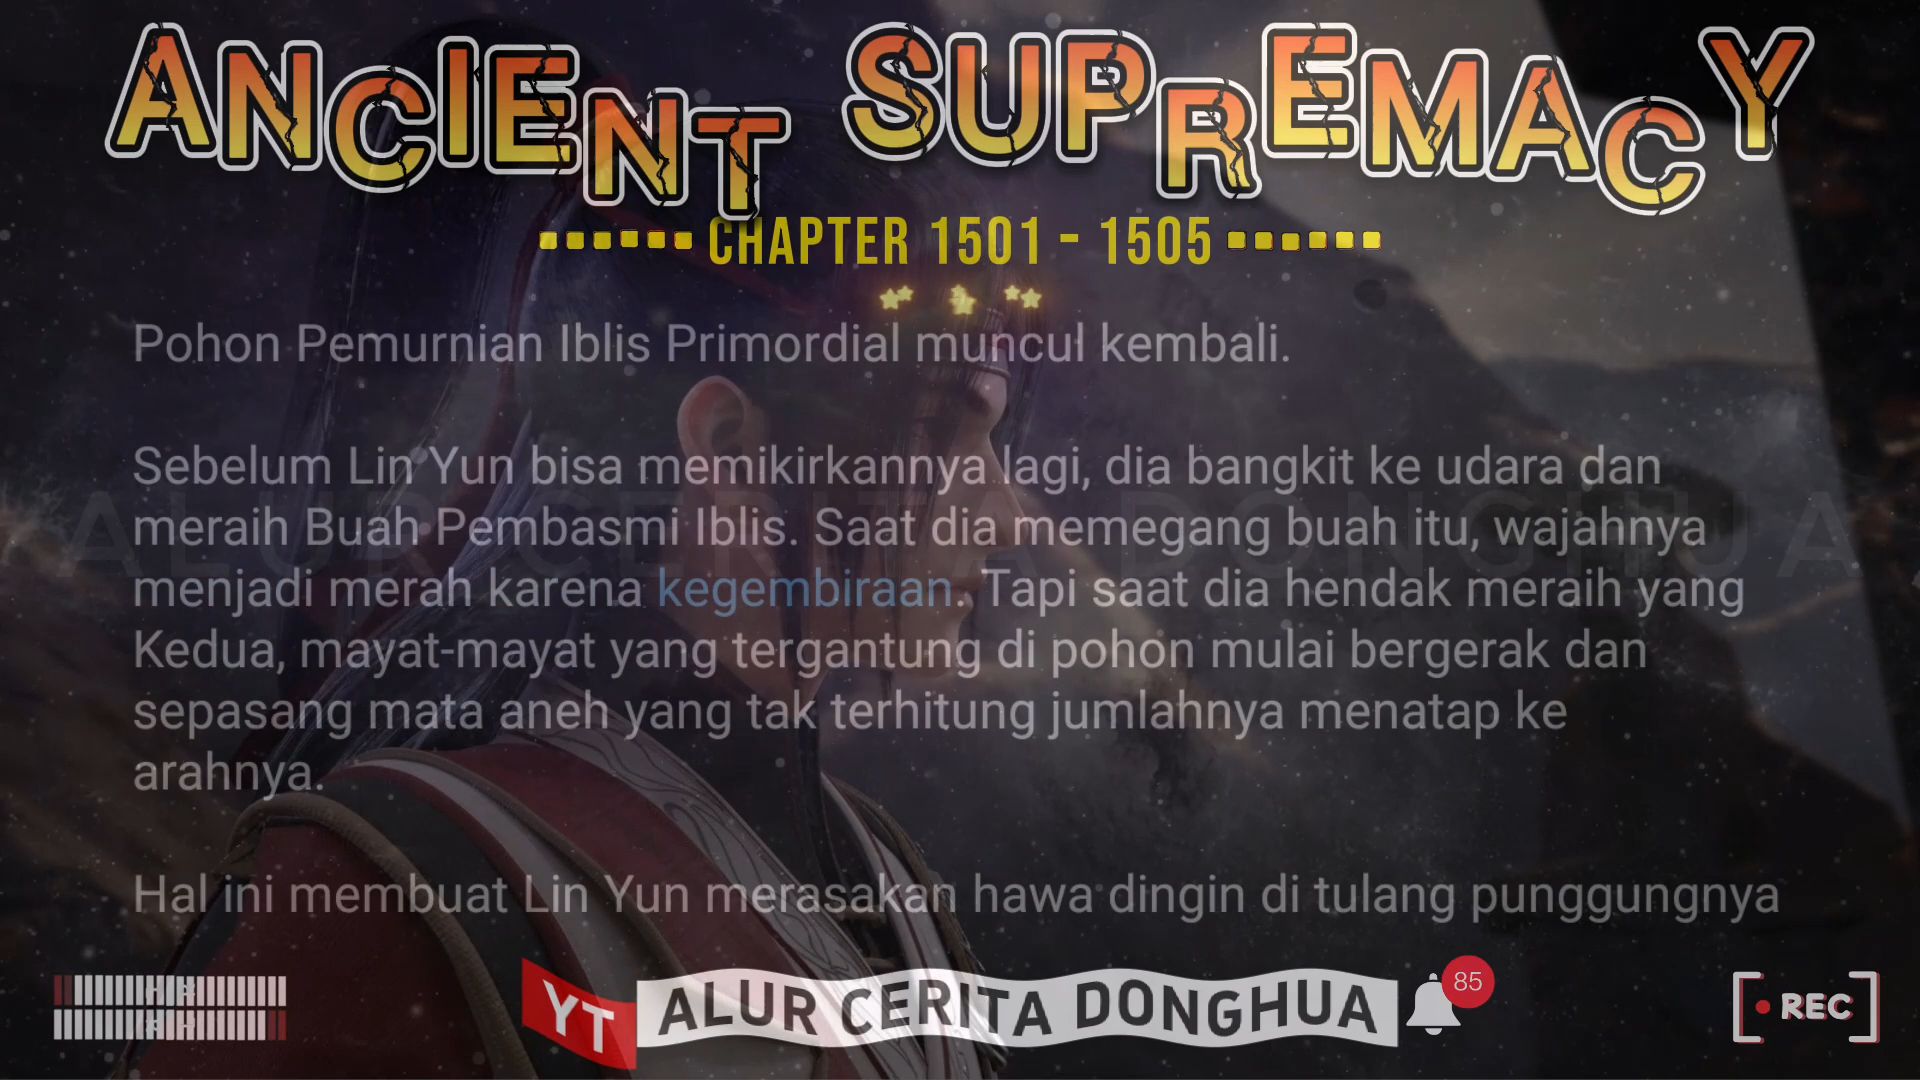 ANCIENT SUPREMACY
CHAPTER 1501 - 1505
Pohon Pemurnian Iblis Primordial muncul kembali.
Sebelum Lin Yun bisa memikirkannya lagi, dia bangkit ke udara dan
meraih Buah Pembasmi Iblis. Saat dia memegang buah itu, wajahnya
menjadi merah karena kegembiraan. Tapi saat dia hendak meraih yang
Kedua, mayat-mayat yang tergantung di pohon mulai bergerak dan
sepasang mata aneh yang tak terhitung jumlahnya menatap ke
arahnya.
ALUR CERITA DONGHUA
Hal ini membuat Lin Yun merasakan hawa dingin di tulang punggungnya
YT ALUR CERITA DONGHUA 85
REC